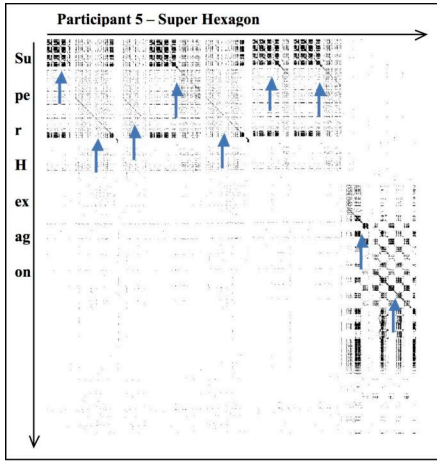 Participant 5 – Super Hexagon
Su
pe
r
H
ex
ag
on